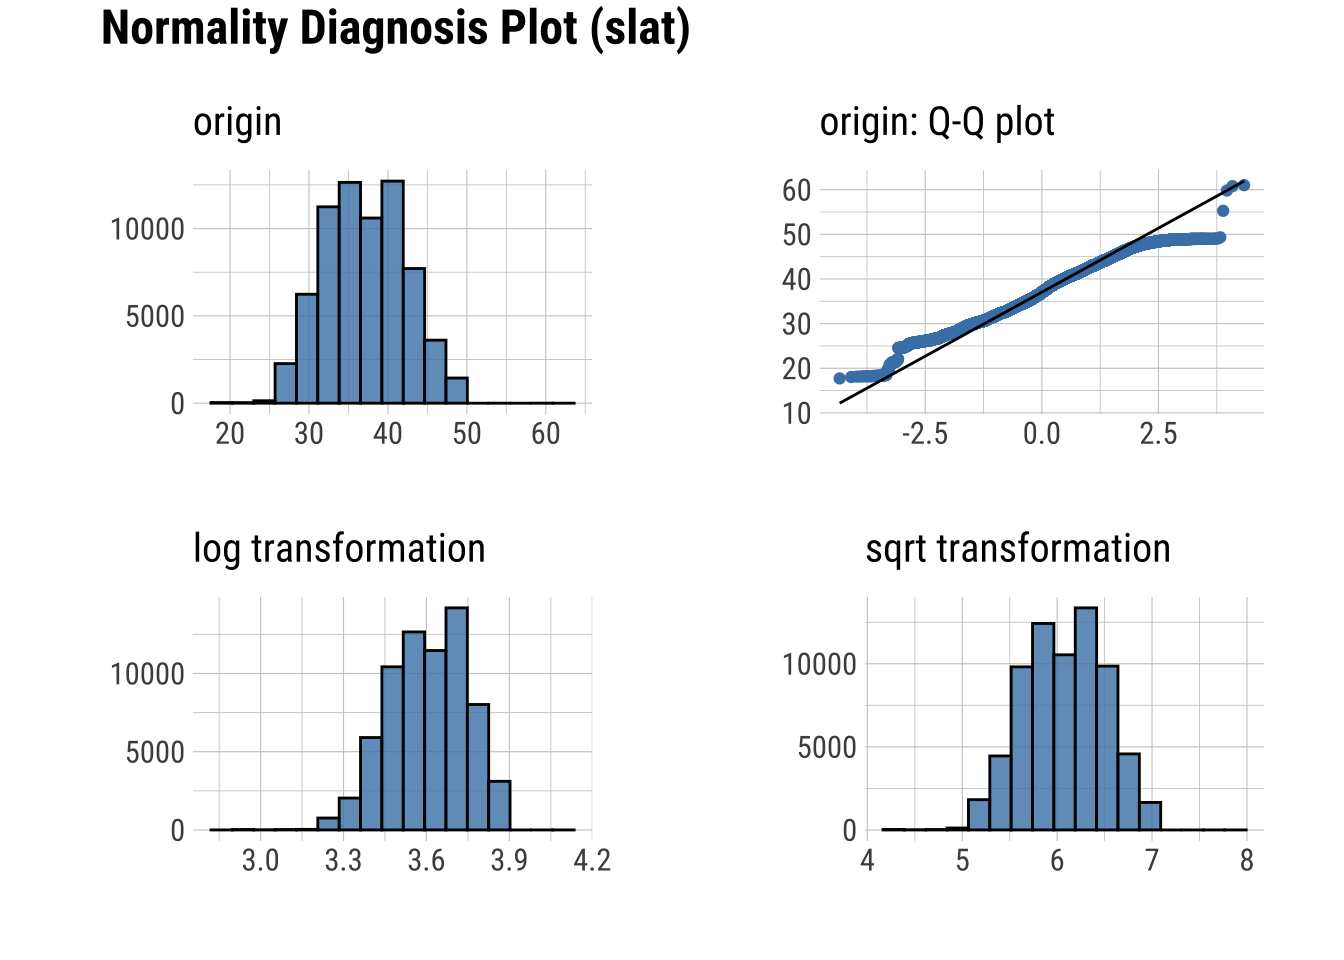 Normality Diagnosis Plot (slat)
origin
10000
5000
0
20 30 40 50 60
origin: Q-Q plot
60
50
40
30
20
10
-2.5 0.0 2.5
log transformation
10000
5000
0
3.0 3.3 3.6 3.9 4.2
sqrt transformation
10000
5000
0
4 5 6 7 8